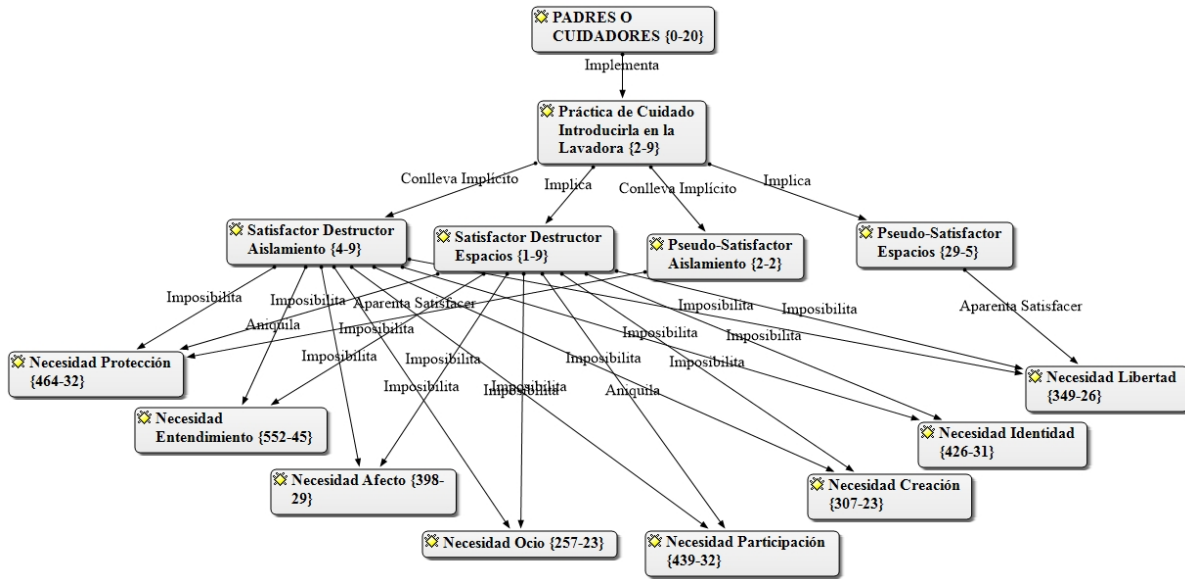 PADRES O
CUIDADORES {0-20}
Implementa
Práctica de Cuidado
Introducirla en la
Lavadora {2-9}
Conlleva Implícito
Implica
Conlleva Implícito
Implica
Satisfactor Destructor
Aislamiento {4-9}
Satisfactor Destructor
Espacios {1-9}
Pseudo-Satisfactor
Aislamiento {2-2}
Pseudo-Satisfactor
Espacios {29-5}
Imposibilita
Imposibilita
Aparenta Satisfacer
Imposibilita
Imposibilita
Aparenta Satisfacer
Aniquila
Imposibilita
Imposibilita
Imposibilita
Imposibilita
Imposibilita
Imposibilita
Imposibilita
Imposibilita
Imposibilita
Imposibilita
Aniquila
Necesidad Protección
{464-32}
Necesidad Libertad
{349-26}
Necesidad
Entendimiento {552-45}
Necesidad Identidad
{426-31}
Necesidad Afecto {398-
29}
Necesidad Creación
{307-23}
Necesidad Ocio {257-23}
Necesidad Participación
{439-32}